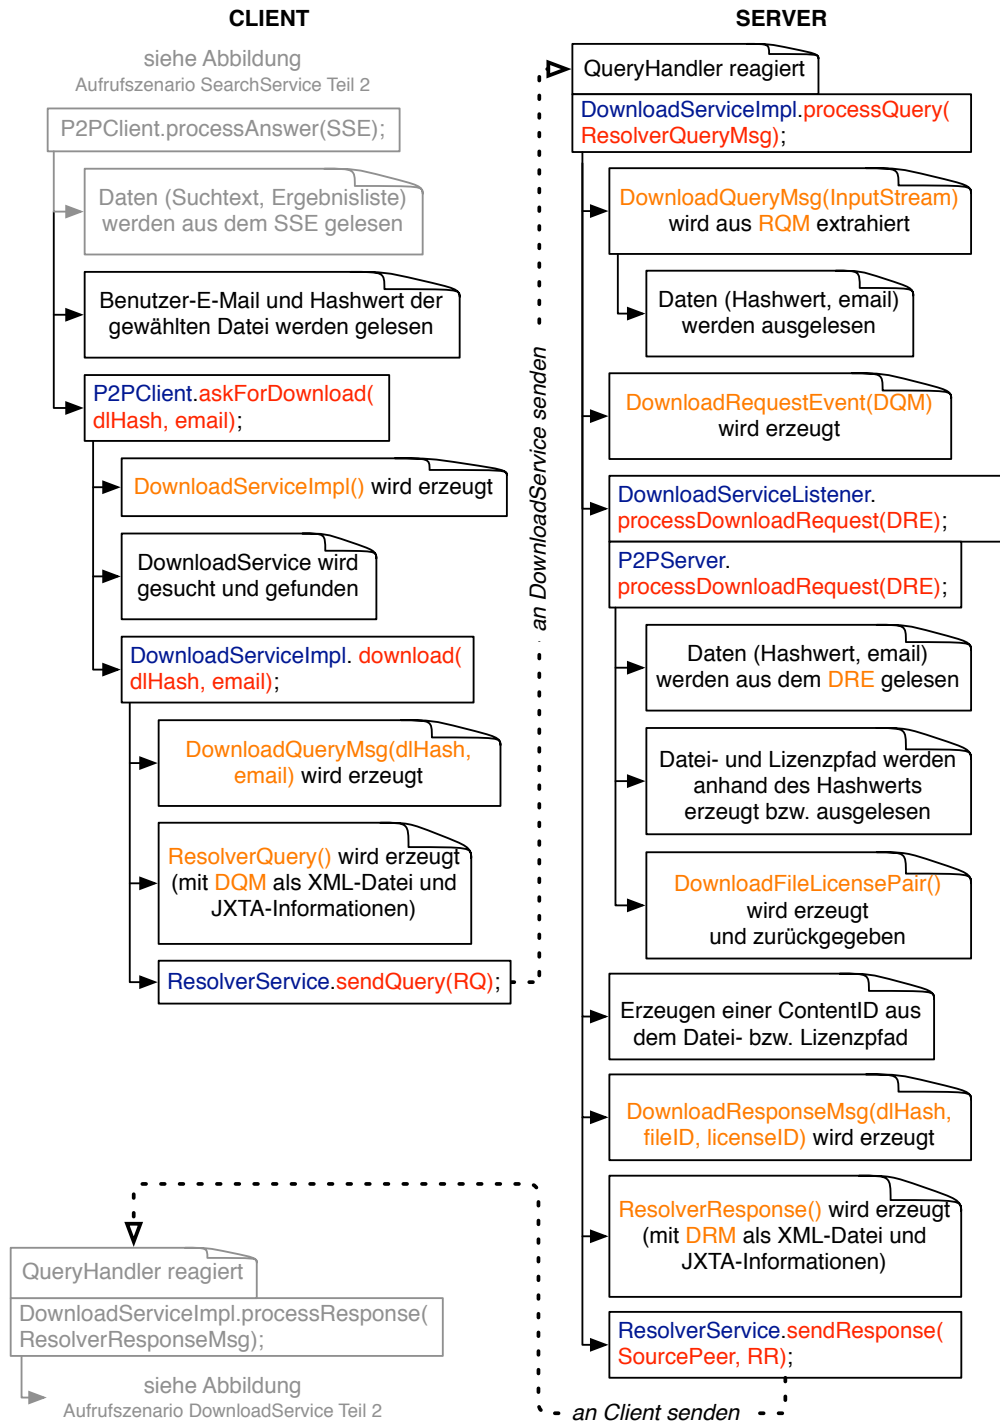 CLIENT
siehe Abbildung
Aufrufszenario SearchService Teil 2
P2PClient.processAnswer(SSE);
Daten (Suchtext, Ergebnisliste)
werden aus dem SSE gelesen
Benutzer-E-Mail und Hashwert der
gewählten Datei werden gelesen
P2PClient.askForDownload(
dlHash, email);
DownloadServiceImpl() wird erzeugt
DownloadService wird
gesucht und gefunden
DownloadServiceImpl. download(
dlHash, email);
DownloadQueryMsg(dlHash,
email) wird erzeugt
ResolverQuery() wird erzeugt
(mit DQM als XML-Datei und
JXTA-Informationen)
ResolverService.sendQuery(RQ);
an DownloadService senden
SERVER
QueryHandler reagiert
DownloadServiceImpl.processQuery(
ResolverQueryMsg);
DownloadQueryMsg(InputStream)
wird aus RQM extrahiert
Daten (Hashwert, email)
werden ausgelesen
DownloadRequestEvent(DQM)
wird erzeugt
DownloadServiceListener.
processDownloadRequest(DRE);
P2PServer.
processDownloadRequest(DRE);
Daten (Hashwert, email)
werden aus dem DRE gelesen
Datei- und Lizenzpfad werden
anhand des Hashwerts
erzeugt bzw. ausgelesen
DownloadFileLicensePair()
wird erzeugt
und zurückgegeben
Erzeugen einer ContentID aus
dem Datei- bzw. Lizenzpfad
DownloadResponseMsg(dlHash,
fileID, licenseID) wird erzeugt
ResolverResponse() wird erzeugt
(mit DRM als XML-Datei und
JXTA-Informationen)
ResolverService.sendResponse(
SourcePeer, RR);
an Client senden
QueryHandler reagiert
DownloadServiceImpl.processResponse(
ResolverResponseMsg);
siehe Abbildung
Aufrufszenario DownloadService Teil 2